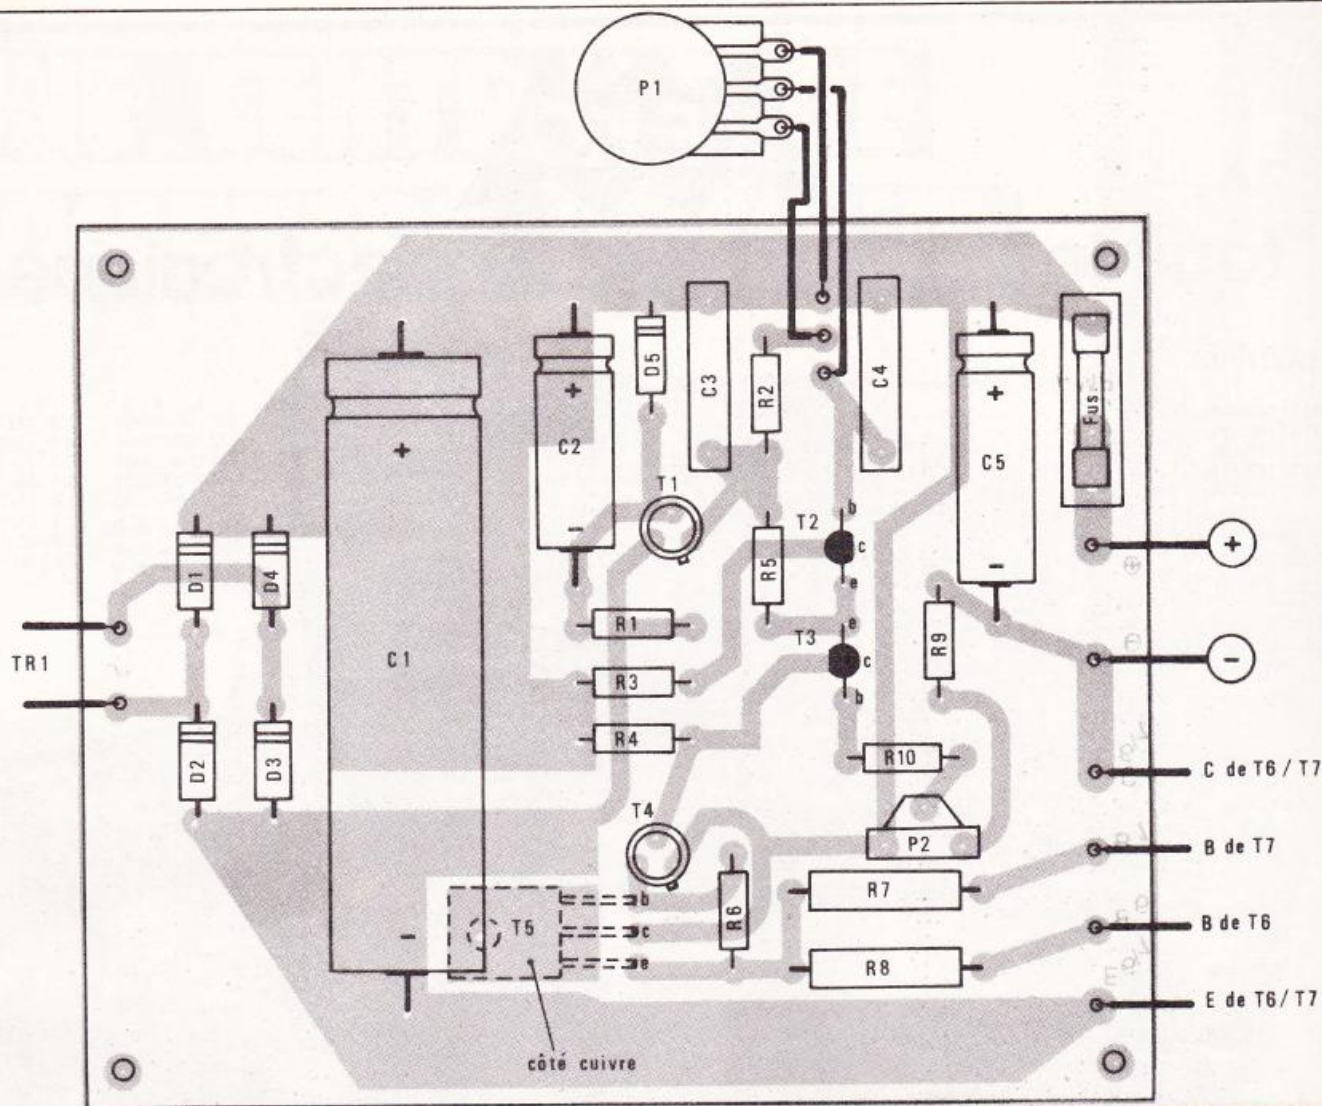 P1
D5
C3
R2
C4
Fus.
+
C2
+
C5
+
T1
b
T2
c
-
-
+
D1
D4
R5
e
R1
e
T3
c
R9
-
TR1
C1
R3
b
R4
D2
D3
R10
C de T6 / T7
T4
P2
B de T7
R7
b
T5
c
R6
B de T6
-
e
R8
E de T6/ T7
côté cuivre